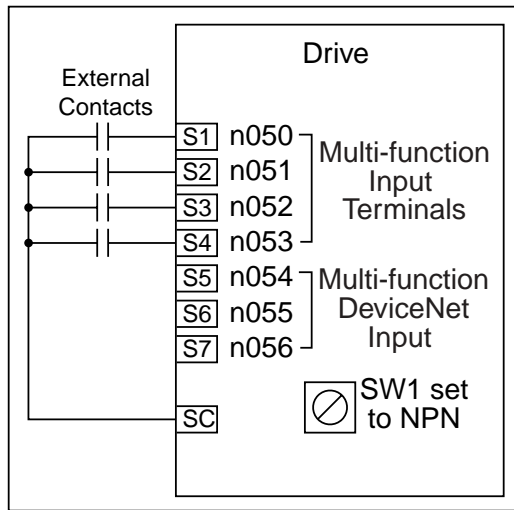 Drive
External
Contacts
S1 n050
S2 n051
S3 n052
S4 n053
Multi-function
Input
Terminals
S5 n054
S6 n055
S7 n056
Multi-function
DeviceNet
Input
SC
SW1 set
to NPN